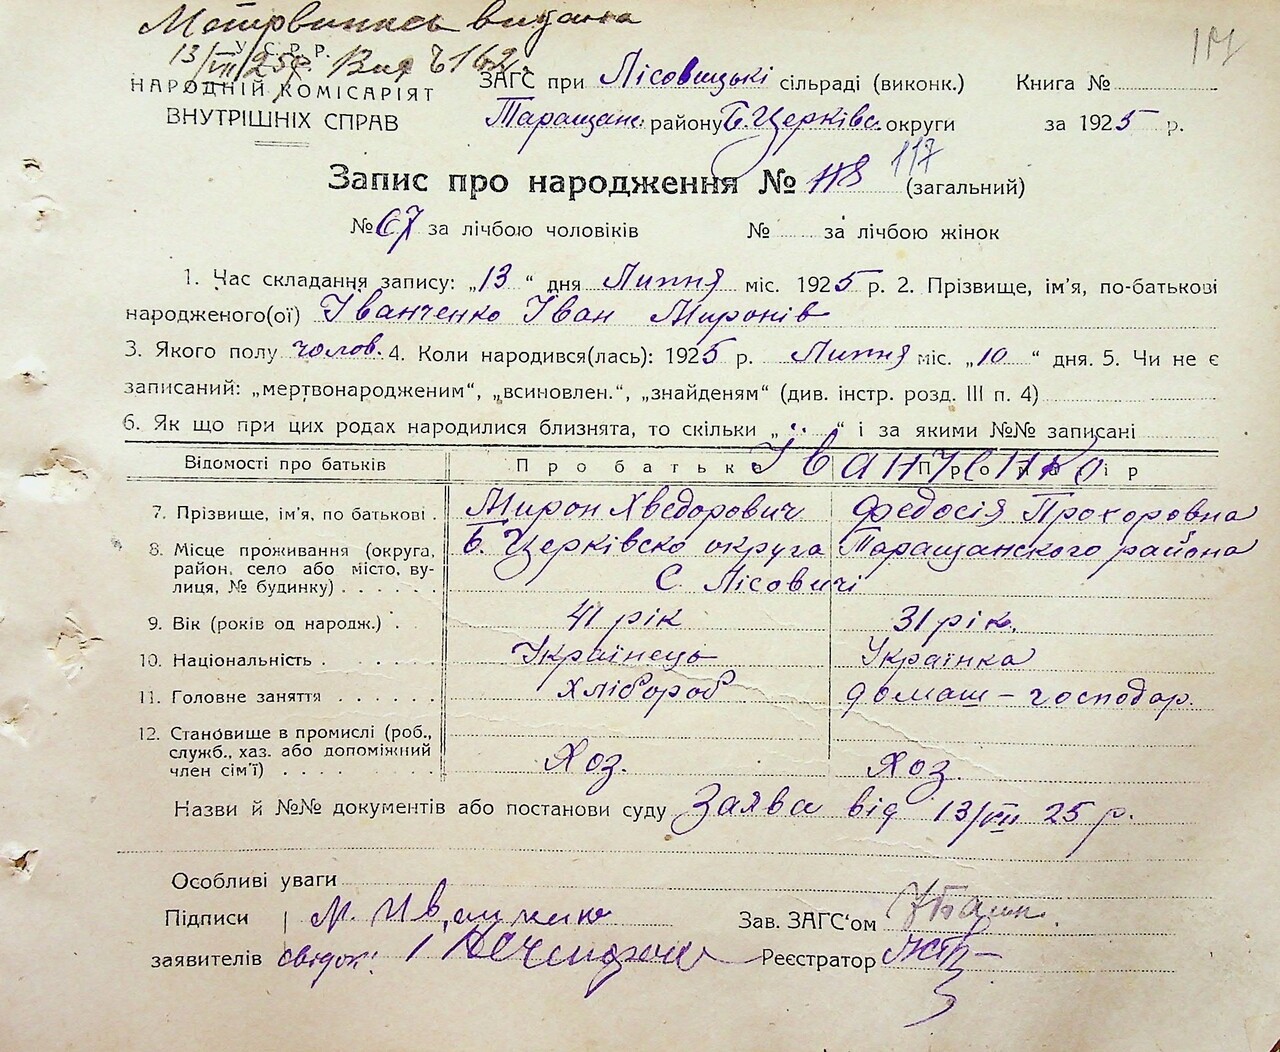 Метрвипись видана
13/VII 25р. Вид №162
117
У.С.Р.Р.
НАРОДНІЙ КОМІСАРІЯТ
ВНУТРІШНІХ СПРАВ
ЗАГС при Лісовицькі сільраді (виконк.) Книга №
Таращан. району Б. Церківс. округи за 1925 р.
Запис про народження № 118 117 (загальний)
№ 67 за лічбою чоловіків № за лічбою жінок
1. Час складання запису: „13“ дня Липня міс. 1925 р. 2. Прізвище, ім'я, по-батькові
народженого(ої) Іванченко Іван Миронів
3. Якого полу чолов. 4. Коли народився(лась): 1925 р. Липня міс. „10“ дня. 5. Чи не є
записаний: „мертвонародженим“, „всиновлен.“, „знайденям“ (див. інстр. розд. III п. 4)
6. Як що при цих родах народилися близнята, то скільки „ “ і за якими №№ записані
Відомості про батьків Про батька Про матір
Іванченко
7. Прізвище, ім'я, по батькові . Мирон Хведорович Федосія Прохоровна
8. Місце проживання (округа, Б. Церківско округа Таращанского района
район, село або місто, ву-
лиця, № будинку) . . . . . С. Лісовичі
9. Вік (років од народж.) . 41 рік 31 рік.
10. Національність . . . . . Українець Українка
11. Головне заняття . . . . . хлібороб домаш – господар.
12. Становище в промислі (роб.,
служб., хаз. або допоміжний
член сім'ї) . . . . . . . Хоз. Хоз.
Назви й №№ документів або постанови суду Заява від 13/VII 25 р.
Особливі уваги
Підписи М. Иванченко Зав. ЗАГС'ом
заявителів свідок: Реєстратор